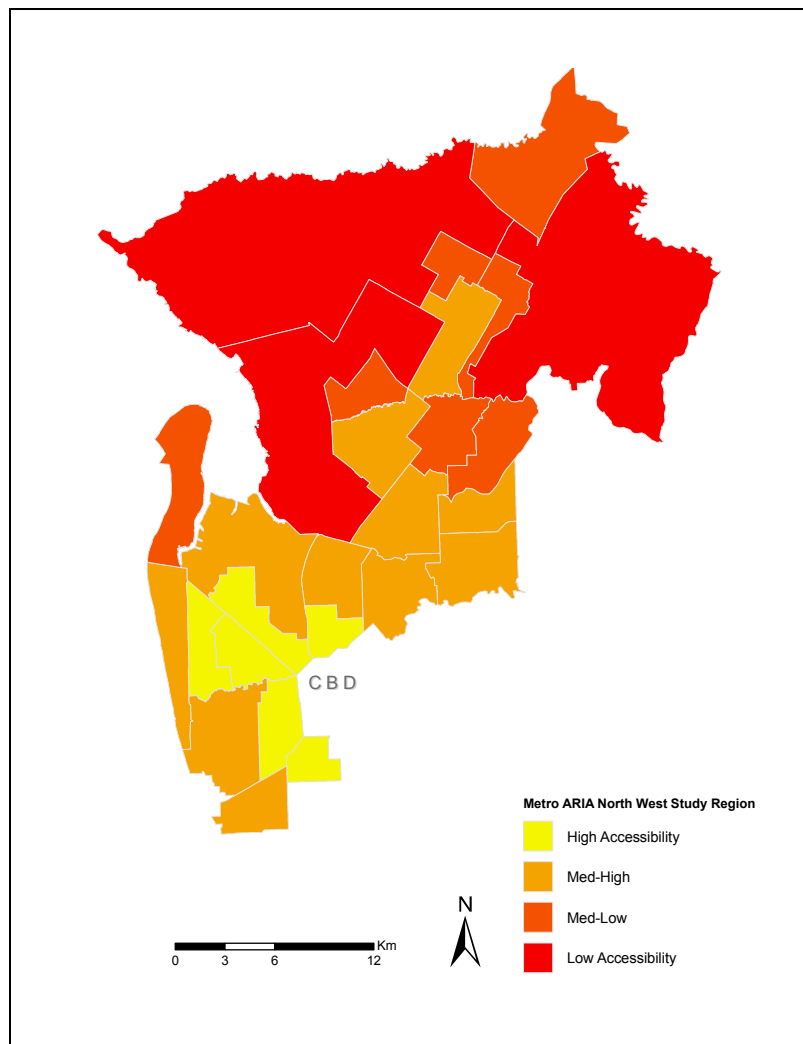 CBD
Metro ARIA North West Study Region
High Accessibility
Med-High
Med-Low
Low Accessibility
N
Km
0 3 6 12